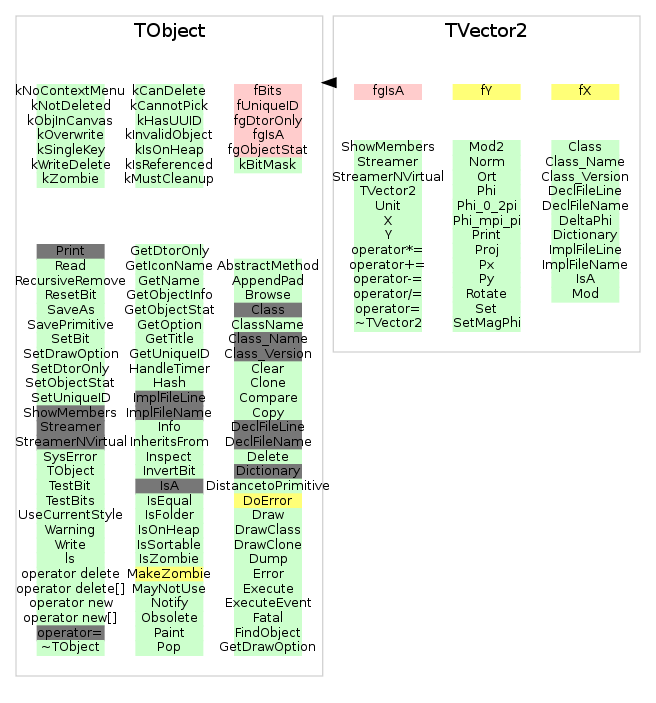 TObject
kNoContextMenu
kNotDeleted
kObjInCanvas
kOverwrite
kSingleKey
kWriteDelete
kZombie
kCanDelete
kCannotPick
kHasUUID
kInvalidObject
kIsOnHeap
kIsReferenced
kMustCleanup
fBits
fUniqueID
fgDtorOnly
fgIsA
fgObjectStat
kBitMask
Print
Read
RecursiveRemove
ResetBit
SaveAs
SavePrimitive
SetBit
SetDrawOption
SetDtorOnly
SetObjectStat
SetUniqueID
ShowMembers
Streamer
StreamerNVirtual
SysError
TObject
TestBit
TestBits
UseCurrentStyle
Warning
Write
ls
operator delete
operator delete[]
operator new
operator new[]
operator=
~TObject
GetDtorOnly
GetIconName
GetName
GetObjectInfo
GetObjectStat
GetOption
GetTitle
GetUniqueID
HandleTimer
Hash
ImplFileLine
ImplFileName
Info
InheritsFrom
Inspect
InvertBit
IsA
IsEqual
IsFolder
IsOnHeap
IsSortable
IsZombie
MakeZombie
MayNotUse
Notify
Obsolete
Paint
Pop
AbstractMethod
AppendPad
Browse
Class
ClassName
Class_Name
Class_Version
Clear
Clone
Compare
Copy
DeclFileLine
DeclFileName
Delete
Dictionary
DistancetoPrimitive
DoError
Draw
DrawClass
DrawClone
Dump
Error
Execute
ExecuteEvent
Fatal
FindObject
GetDrawOption
TVector2
fgIsA
fY
fX
ShowMembers
Streamer
StreamerNVirtual
TVector2
Unit
X
Y
operator*=
operator+=
operator-=
operator/=
operator=
~TVector2
Mod2
Norm
Ort
Phi
Phi_0_2pi
Phi_mpi_pi
Print
Proj
Px
Py
Rotate
Set
SetMagPhi
Class
Class_Name
Class_Version
DeclFileLine
DeclFileName
DeltaPhi
Dictionary
ImplFileLine
ImplFileName
IsA
Mod